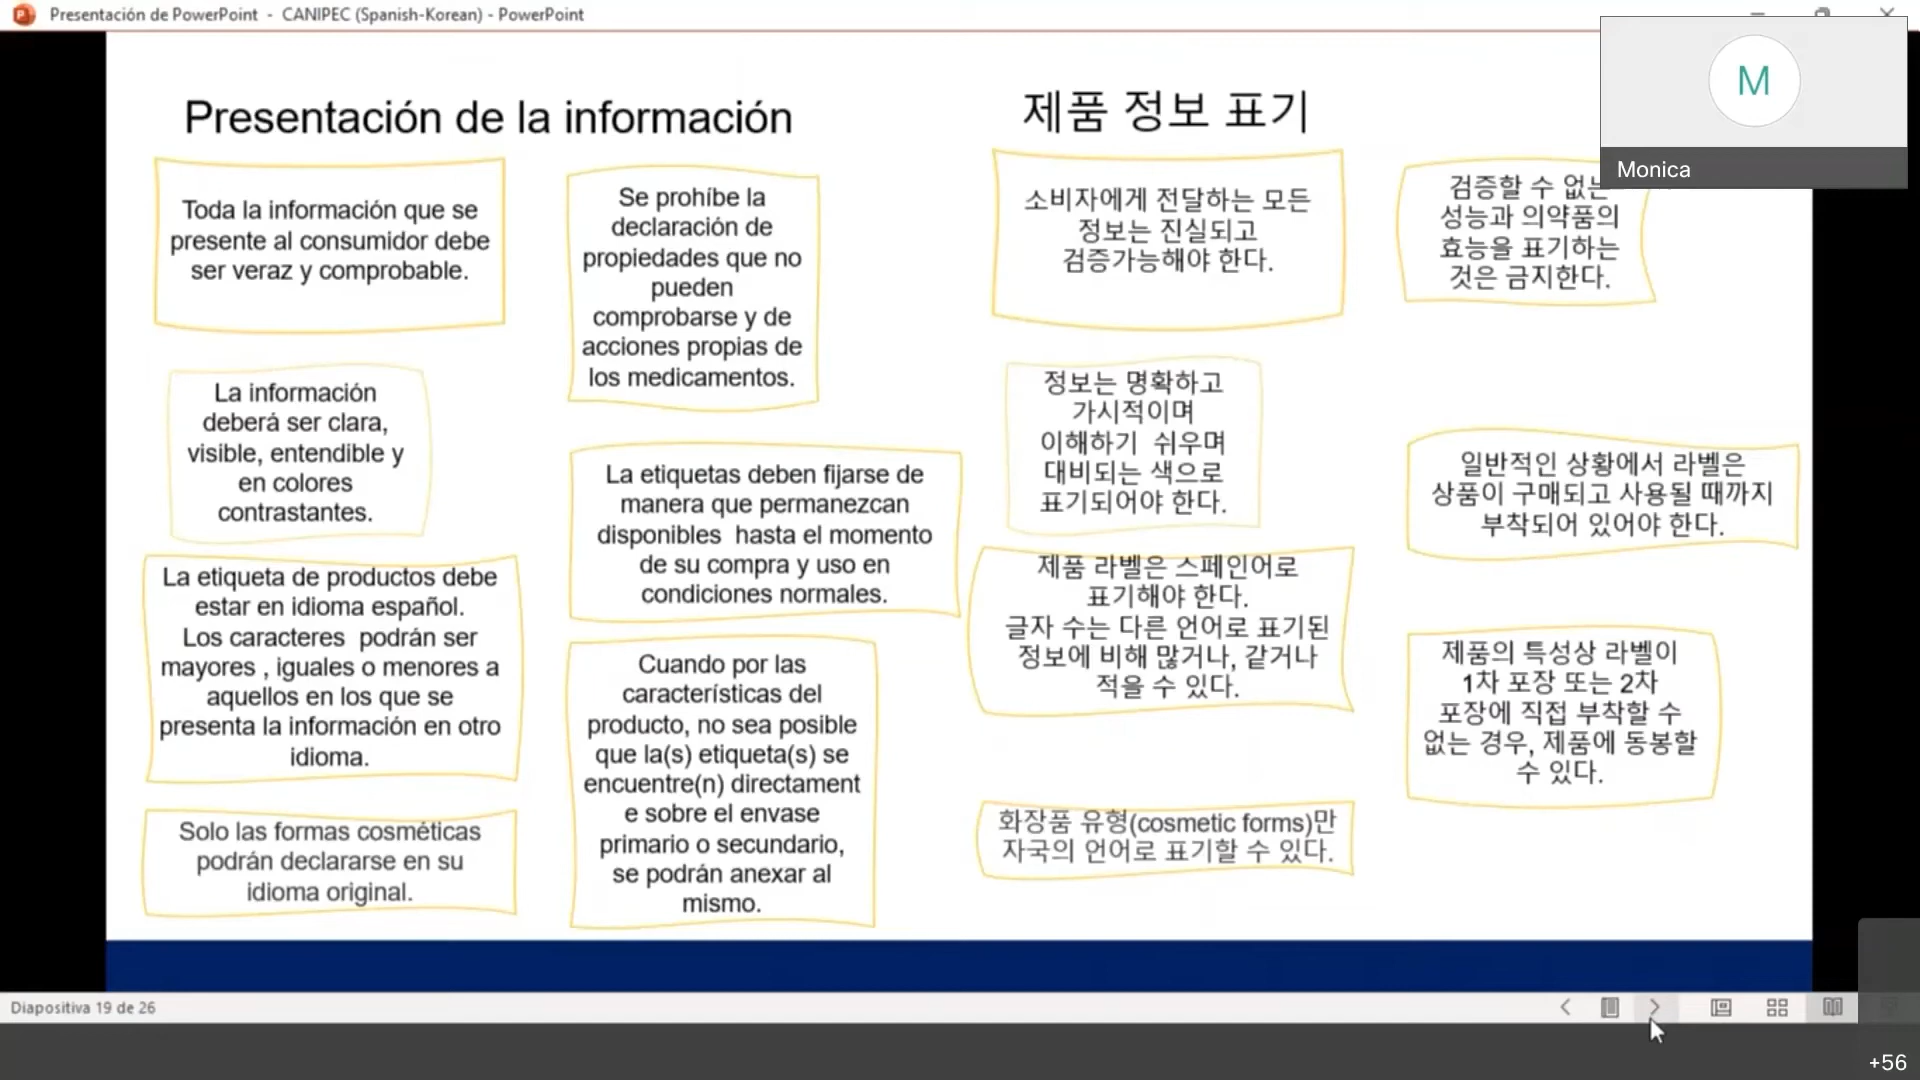 Presentación de PowerPoint - CANIPEC (Spanish-Korean) - PowerPoint
M
Monica
Presentación de la información
Toda la información que se
presente al consumidor debe
ser veraz y comprobable.
La información
deberá ser clara,
visible, entendible y
en colores
contrastantes.
La etiqueta de productos debe
estar en idioma español.
Los caracteres podrán ser
mayores , iguales o menores a
aquellos en los que se
presenta la información en otro
idioma.
Solo las formas cosméticas
podrán declararse en su
idioma original.
Se prohíbe la
declaración de
propiedades que no
pueden
comprobarse y de
acciones propias de
los medicamentos.
La etiquetas deben fijarse de
manera que permanezcan
disponibles hasta el momento
de su compra y uso en
condiciones normales.
Cuando por las
características del
producto, no sea posible
que la(s) etiqueta(s) se
encuentre(n) directament
e sobre el envase
primario o secundario,
se podrán anexar al
mismo.
제품 정보 표기
소비자에게 전달하는 모든
정보는 진실되고
검증가능해야 한다.
정보는 명확하고
가시적이며
이해하기 쉬우며
대비되는 색으로
표기되어야 한다.
제품 라벨은 스페인어로
표기해야 한다.
글자 수는 다른 언어로 표기된
정보에 비해 많거나, 같거나
적을 수 있다.
화장품 유형(cosmetic forms)만
자국의 언어로 표기할 수 있다.
검증할 수 없는
성능과 의약품의
효능을 표기하는
것은 금지한다.
일반적인 상황에서 라벨은
상품이 구매되고 사용될 때까지
부착되어 있어야 한다.
제품의 특성상 라벨이
1차 포장 또는 2차
포장에 직접 부착할 수
없는 경우, 제품에 동봉할
수 있다.
Diapositiva 19 de 26
+56